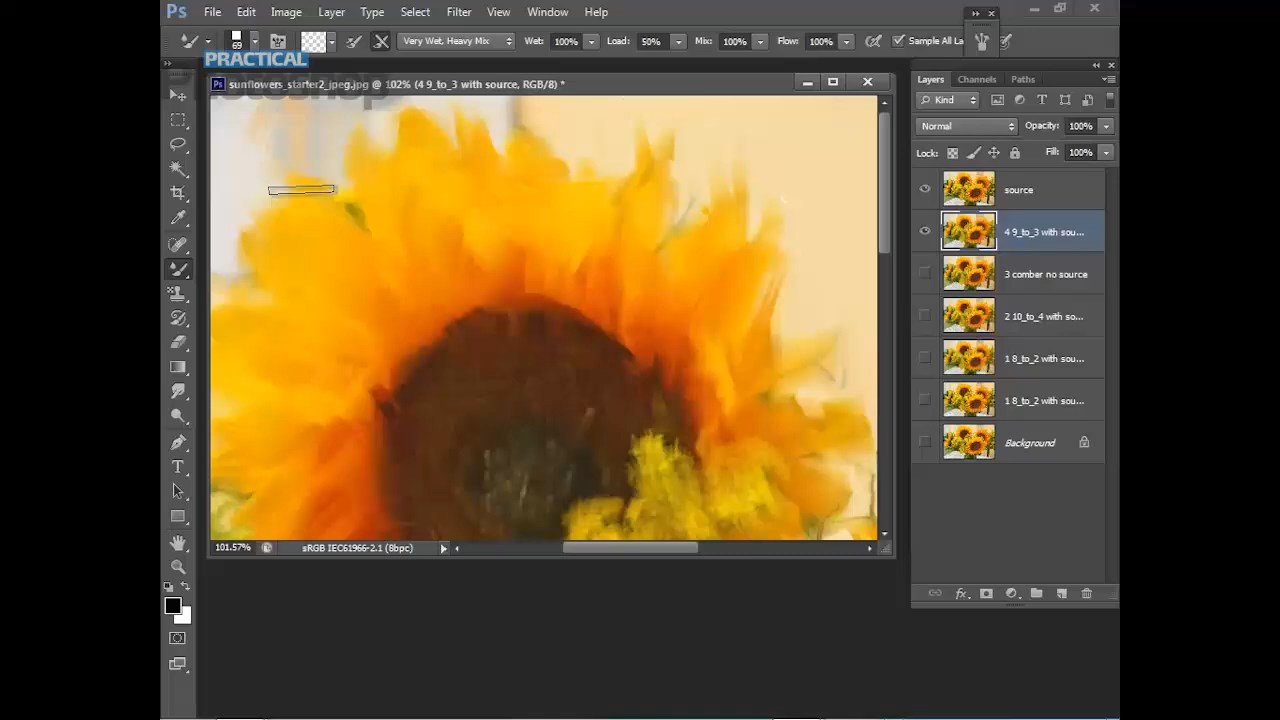 Ps File Edit Image Layer Type Select Filter View Window Help
69 Very Wet, Heavy Mix Wet: 100% Load: 50% Mix: 100% Flow: 100% Sample All La
PRACTICAL
sunflowers_starter2_jpeg.jpg @ 102% (4 9_to_3 with source, RGB/8) *
Layers Channels Paths
Kind
Normal Opacity: 100%
Lock: Fill: 100%
source
4 9_to_3 with sou...
3 comber no source
2 10_to_4 with so...
1 8_to_2 with sou...
1 8_to_2 with sou...
Background
101.57% sRGB IEC61966-2.1 (8bpc)